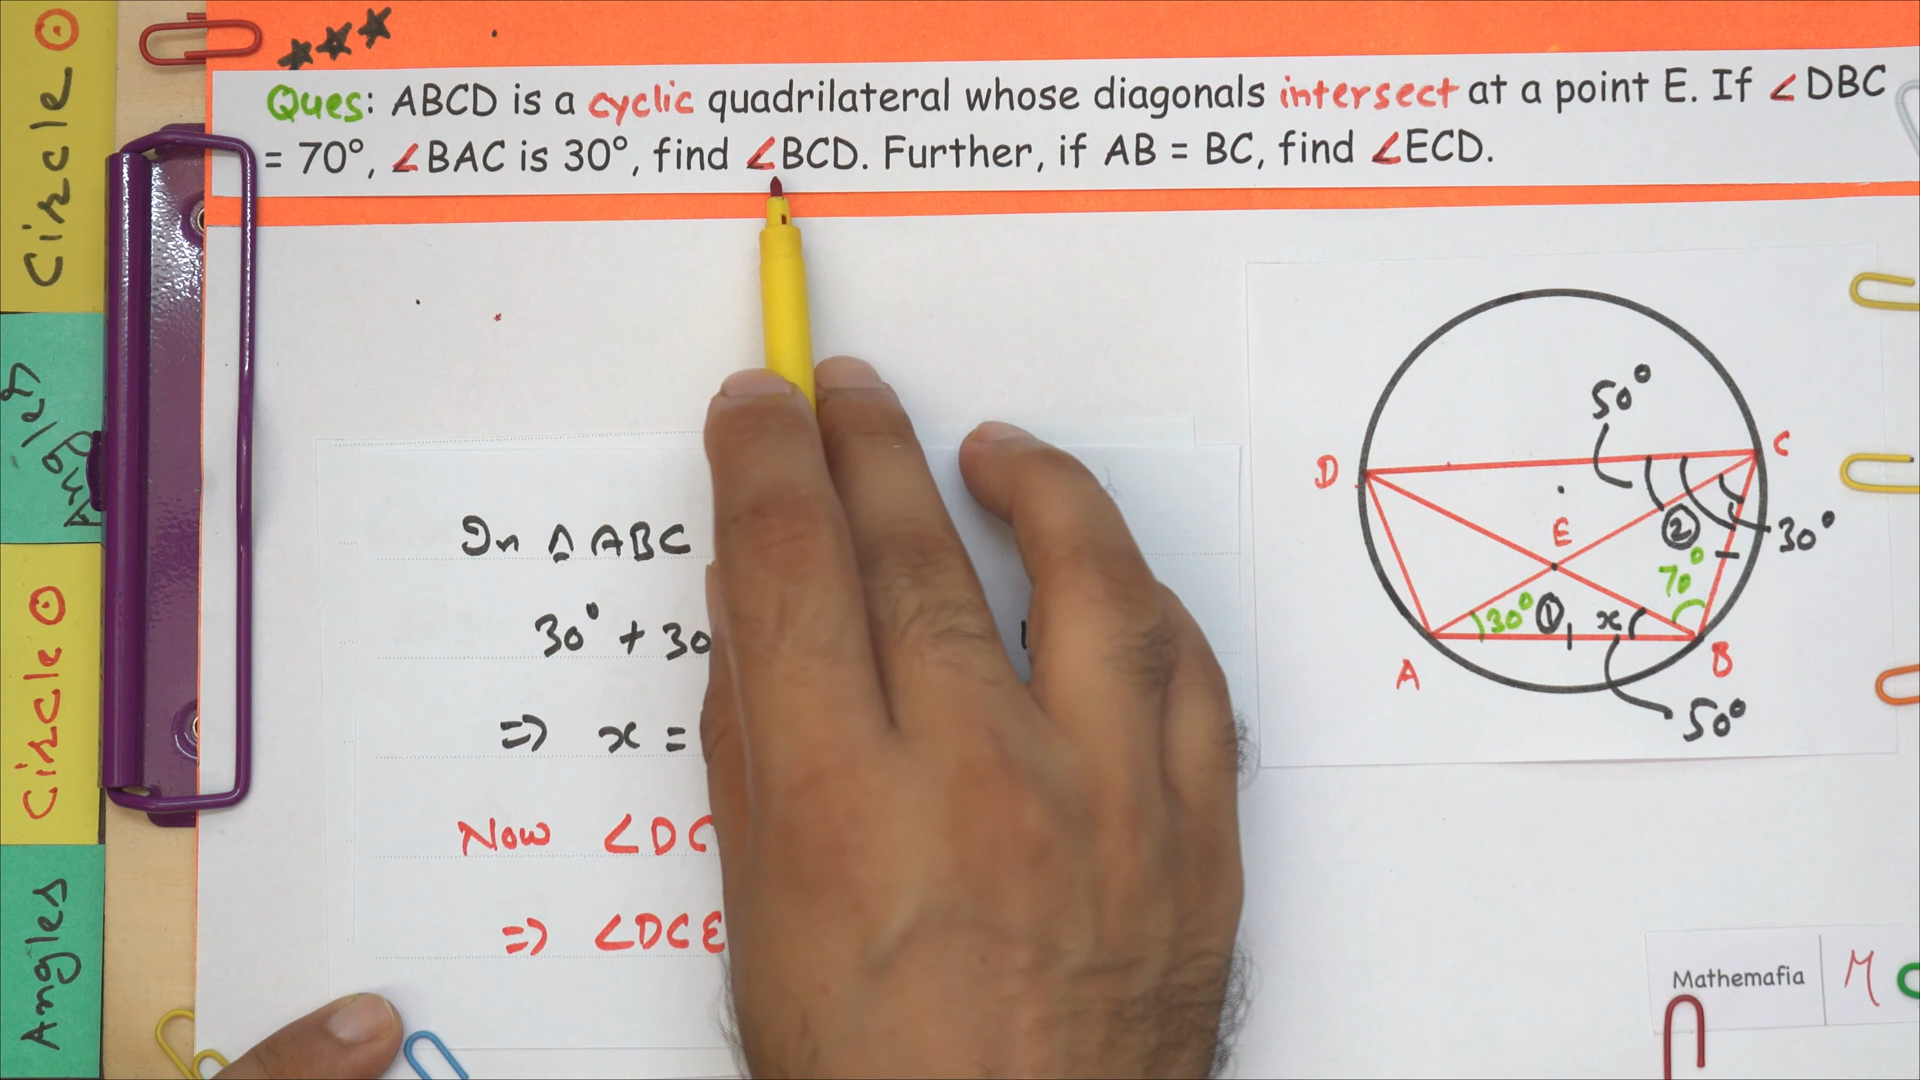 Ques: ABCD is a cyclic quadrilateral whose diagonals intersect at a point E. If ∠DBC
= 70°, ∠BAC is 30°, find ∠BCD. Further, if AB = BC, find ∠ECD.
Circle
Angles
Circle
Angles
In △ABC
30° + 30
=> x =
Now ∠DC
=> ∠DCE
50°
D
C
E
2
30°
70°
30°
1
x
A
B
50°
Mathemafia
M